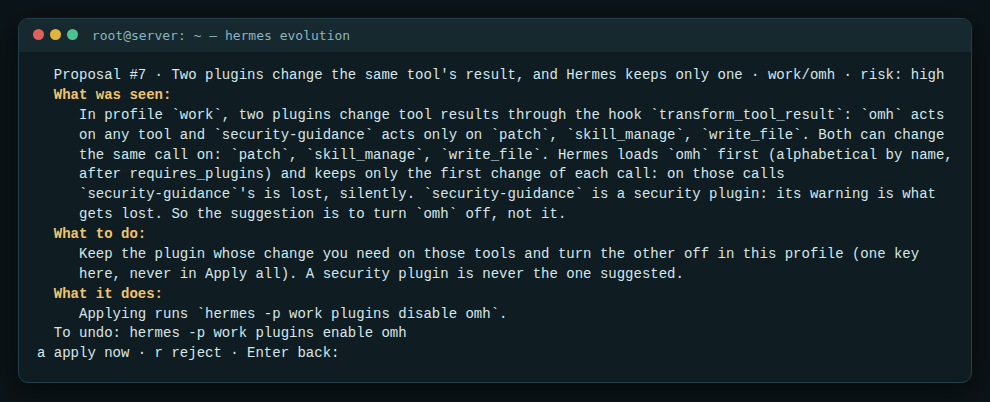 root@server: ~ — hermes evolution
Proposal #7 · Two plugins change the same tool's result, and Hermes keeps only one · work/omh · risk: high
What was seen:
In profile `work`, two plugins change tool results through the hook `transform_tool_result`: `omh` acts
on any tool and `security-guidance` acts only on `patch`, `skill_manage`, `write_file`. Both can change
the same call on: `patch`, `skill_manage`, `write_file`. Hermes loads `omh` first (alphabetical by name,
after requires_plugins) and keeps only the first change of each call: on those calls
`security-guidance`'s is lost, silently. `security-guidance` is a security plugin: its warning is what
gets lost. So the suggestion is to turn `omh` off, not it.
What to do:
Keep the plugin whose change you need on those tools and turn the other off in this profile (one key
here, never in Apply all). A security plugin is never the one suggested.
What it does:
Applying runs `hermes -p work plugins disable omh`.
To undo: hermes -p work plugins enable omh
a apply now · r reject · Enter back: